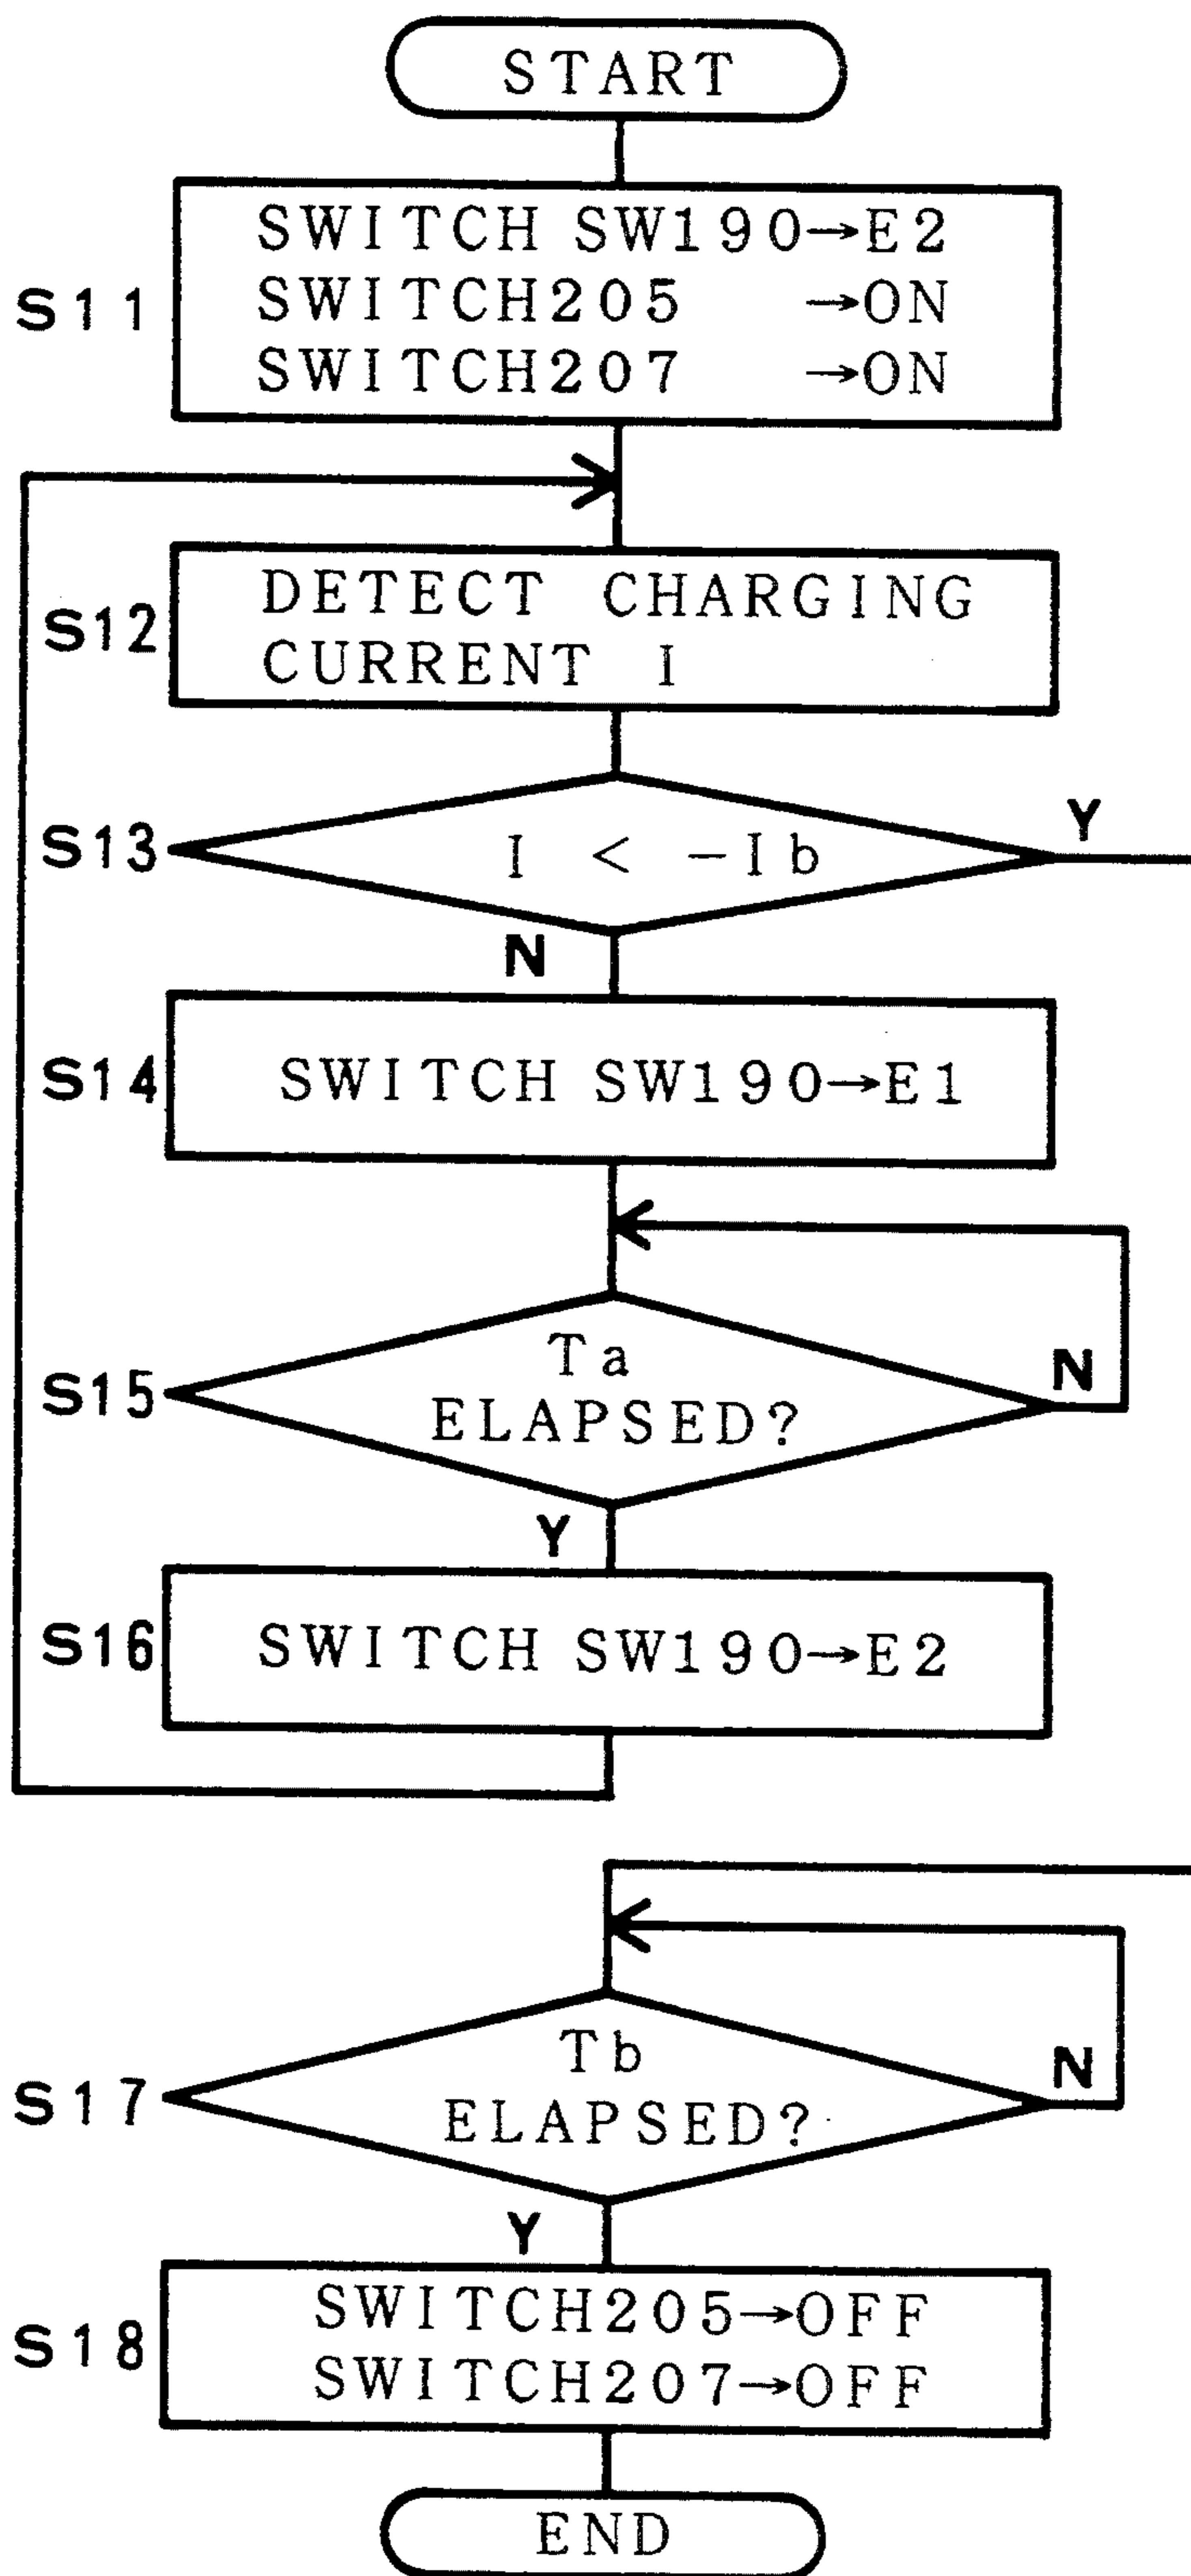 START
S11
SWITCH SW190→E2
SWITCH205 →ON
SWITCH207 →ON
S12
DETECT CHARGING
CURRENT I
S13
I < -Ib
Y
N
S14
SWITCH SW190→E1
S15
Ta
ELAPSED?
N
Y
S16
SWITCH SW190→E2
S17
Tb
ELAPSED?
N
Y
S18
SWITCH205→OFF
SWITCH207→OFF
END